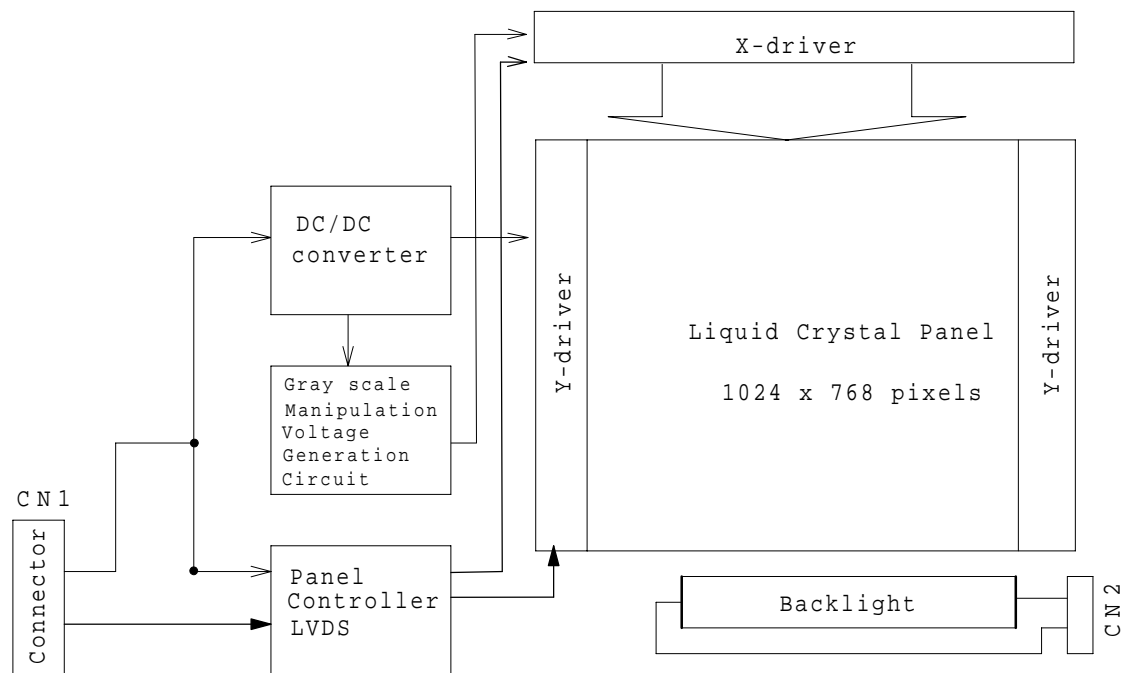 X-driver
DC/DC
converter
Y-driver
Liquid Crystal Panel
1024 x 768 pixels
Y-driver
Gray scale
Manipulation
Voltage
Generation
Circuit
CN1
Connector
Panel
Controller
LVDS
Backlight
CN2